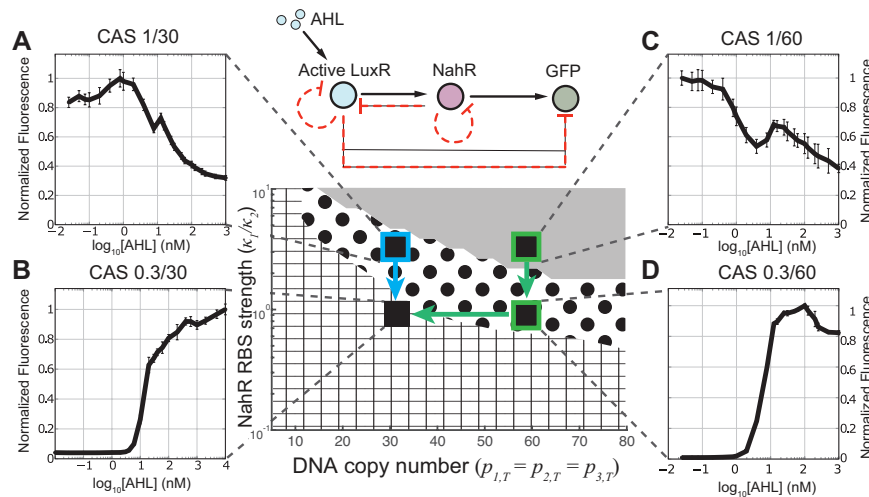 A
CAS 1/30
Normalized Fluorescence
1
0.8
0.6
0.4
0.2
0
−2 −1 0 1 2 3
log10[AHL] (nM)
AHL
Active LuxR
NahR
GFP
C
CAS 1/60
Normalized Fluorescence
1
0.8
0.6
0.4
0.2
0
−2 −1 0 1 2 3
log10[AHL] (nM)
B
CAS 0.3/30
Normalized Fluorescence
1
0.8
0.6
0.4
0.2
0
−1 0 1 2 3 4
log10[AHL] (nM)
NahR RBS strength (κ1/κ2)
10^1
10^0
10^-1
10 20 30 40 50 60 70 80
DNA copy number (p1,T = p2,T = p3,T)
D
CAS 0.3/60
Normalized Fluorescence
1
0.8
0.6
0.4
0.2
0
−2 −1 0 1 2 3
log10[AHL] (nM)